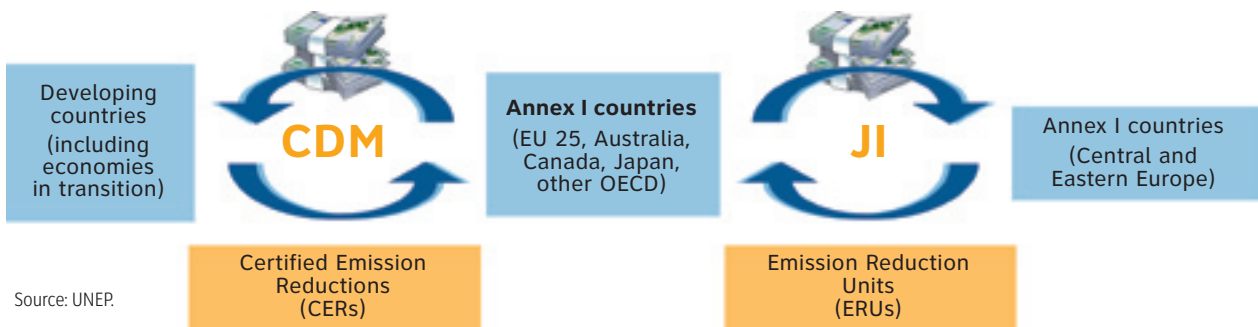 Developing
countries
(including
economies
in transition)
CDM
Annex I countries
(EU 25, Australia,
Canada, Japan,
other OECD)
JI
Annex I countries
(Central and
Eastern Europe)
Certified Emission
Reductions
(CERs)
Emission Reduction
Units
(ERUs)
Source: UNEP.